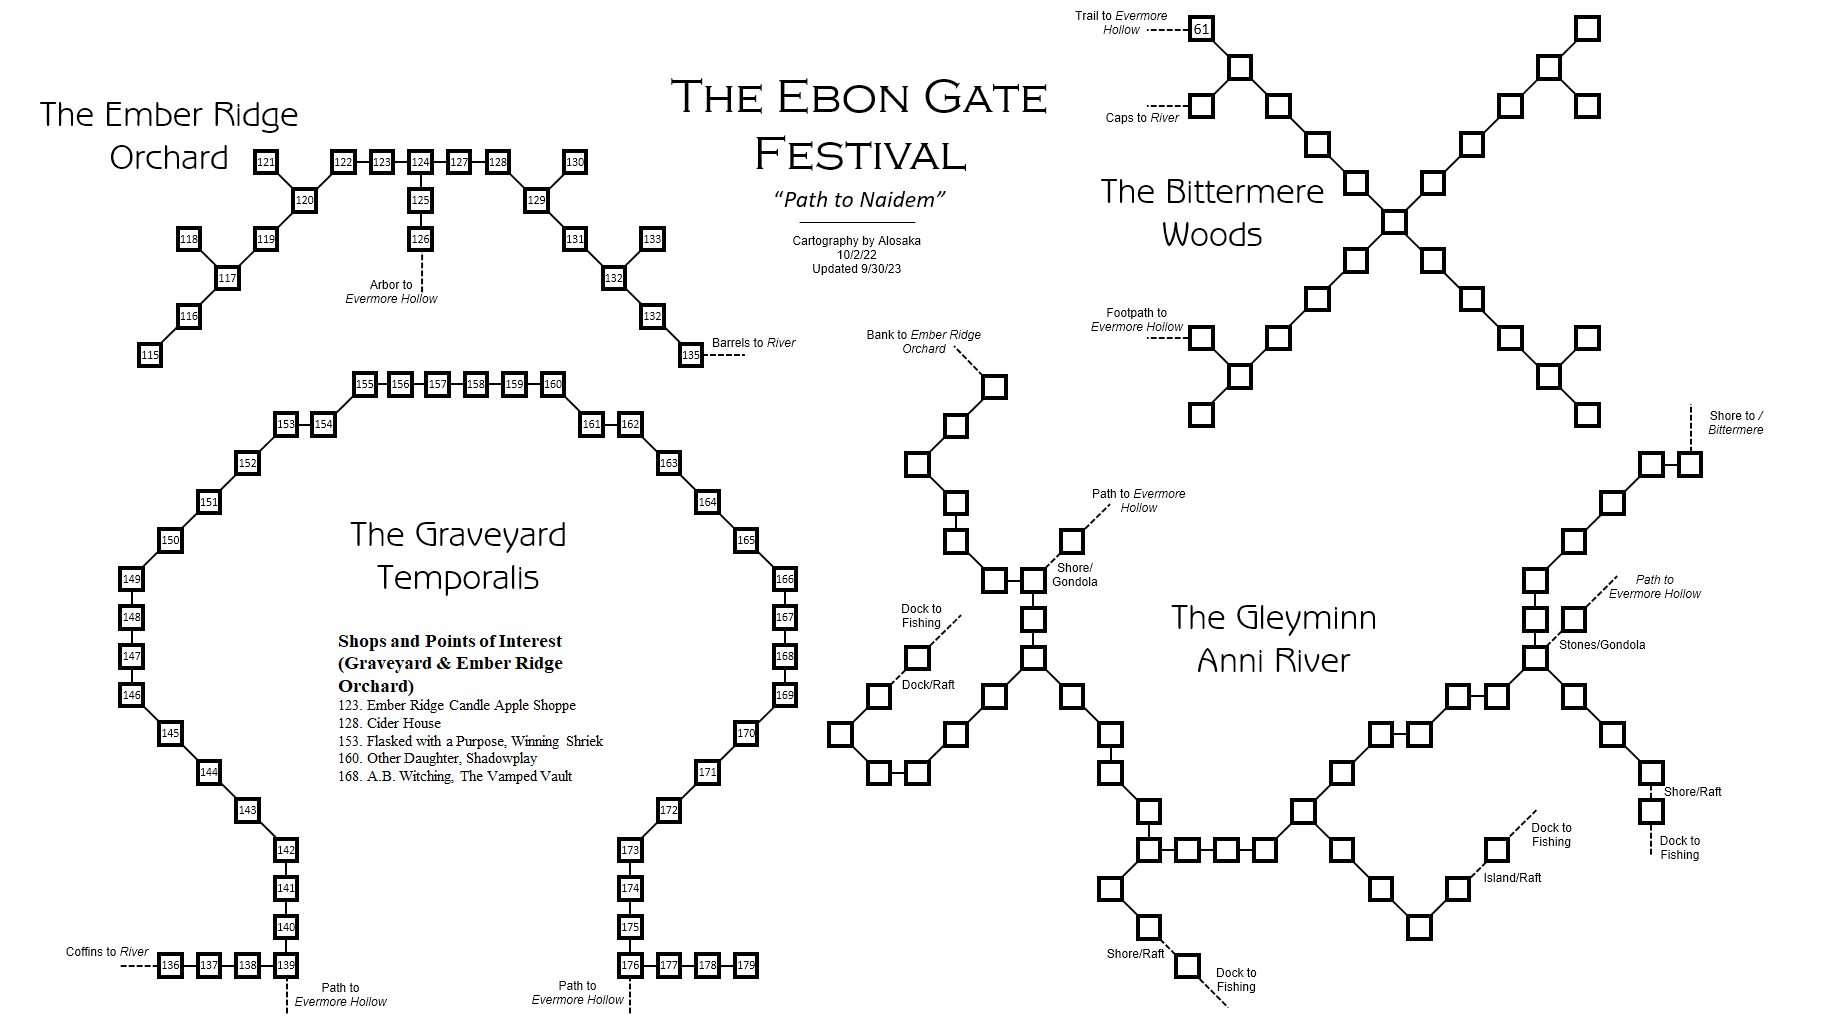 The Ember Ridge
Orchard
THE EBON GATE
FESTIVAL
“Path to Naidem”
Cartography by Alosaka
10/2/22
Updated 9/30/23
121
122
123
124
127
128
130
120
125
129
118
119
126
131
133
117
132
116
132
115
135
Arbor to
Evermore Hollow
Barrels to River
Trail to Evermore
Hollow
61
Caps to River
The Bittermere
Woods
Footpath to
Evermore Hollow
155
156
157
158
159
160
153
154
161
162
152
163
151
164
150
165
149
166
148
167
147
168
146
169
145
170
144
171
143
172
142
173
141
174
140
175
136
137
138
139
176
177
178
179
The Graveyard
Temporalis
Shops and Points of Interest
(Graveyard & Ember Ridge
Orchard)
123. Ember Ridge Candle Apple Shoppe
128. Cider House
153. Flasked with a Purpose, Winning Shriek
160. Other Daughter, Shadowplay
168. A.B. Witching, The Vamped Vault
Coffins to River
Path to
Evermore Hollow
Path to
Evermore Hollow
Bank to Ember Ridge
Orchard
Path to Evermore
Hollow
Shore/
Gondola
Dock to
Fishing
Dock/Raft
The Gleyminn
Anni River
Shore to /
Bittermere
Path to
Evermore Hollow
Stones/Gondola
Shore/Raft
Dock to
Fishing
Dock to
Fishing
Island/Raft
Shore/Raft
Dock to
Fishing